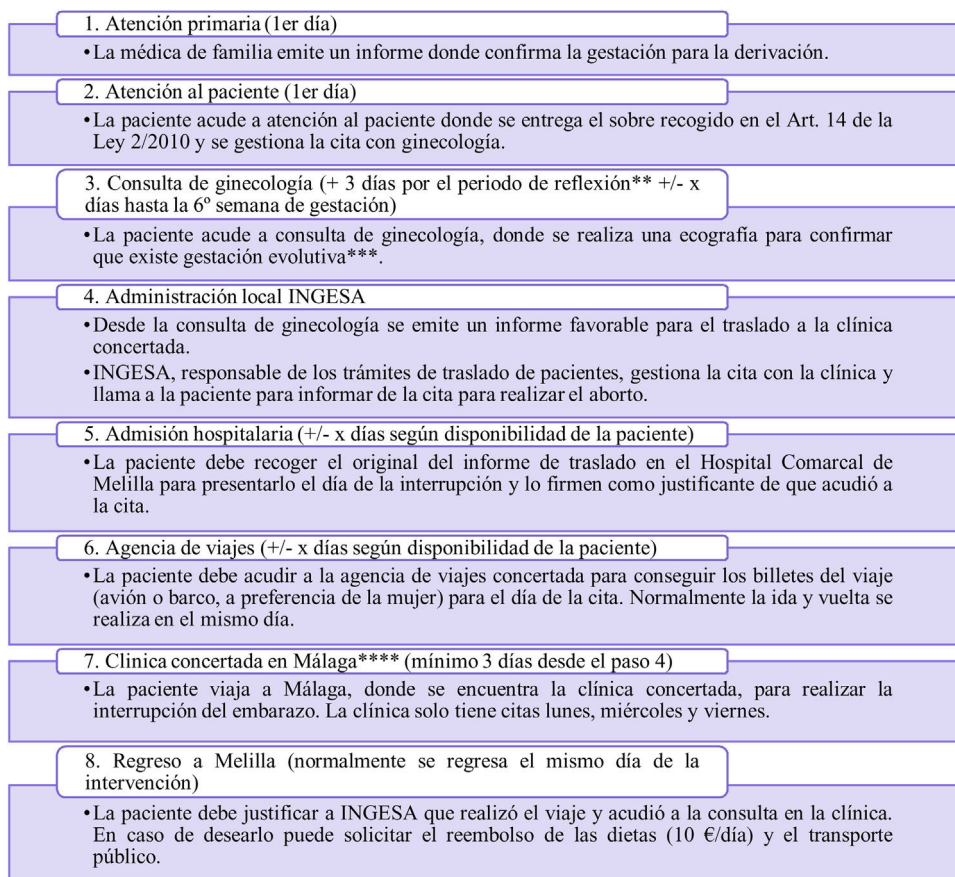 1. Atención primaria (1er día)
•La médica de familia emite un informe donde confirma la gestación para la derivación.
2. Atención al paciente (1er día)
•La paciente acude a atención al paciente donde se entrega el sobre recogido en el Art. 14 de la
Ley 2/2010 y se gestiona la cita con ginecología.
3. Consulta de ginecología (+ 3 días por el periodo de reflexión** +/- x
días hasta la 6º semana de gestación)
•La paciente acude a consulta de ginecología, donde se realiza una ecografía para confirmar
que existe gestación evolutiva***.
4. Administración local INGESA
•Desde la consulta de ginecología se emite un informe favorable para el traslado a la clínica
concertada.
•INGESA, responsable de los trámites de traslado de pacientes, gestiona la cita con la clínica y
llama a la paciente para informar de la cita para realizar el aborto.
5. Admisión hospitalaria (+/- x días según disponibilidad de la paciente)
•La paciente debe recoger el original del informe de traslado en el Hospital Comarcal de
Melilla para presentarlo el día de la interrupción y lo firmen como justificante de que acudió a
la cita.
6. Agencia de viajes (+/- x días según disponibilidad de la paciente)
•La paciente debe acudir a la agencia de viajes concertada para conseguir los billetes del viaje
(avión o barco, a preferencia de la mujer) para el día de la cita. Normalmente la ida y vuelta se
realiza en el mismo día.
7. Clinica concertada en Málaga**** (mínimo 3 días desde el paso 4)
•La paciente viaja a Málaga, donde se encuentra la clínica concertada, para realizar la
interrupción del embarazo. La clínica solo tiene citas lunes, miércoles y viernes.
8. Regreso a Melilla (normalmente se regresa el mismo día de la
intervención)
•La paciente debe justificar a INGESA que realizó el viaje y acudió a la consulta en la clínica.
En caso de desearlo puede solicitar el reembolso de las dietas (10 €/día) y el transporte
público.